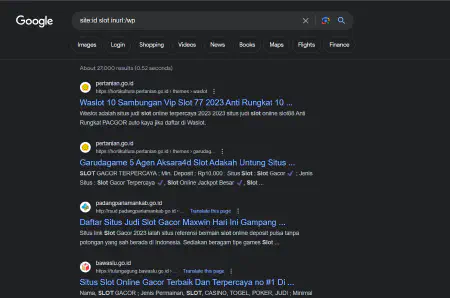 Google
site:id slot inurl:/wp
Images Login Shopping Videos News Books Maps Flights Finance
About 27,000 results (0.52 seconds)
pertanian.go.id
https://hortikultura.pertanian.go.id › themes › waslot
Waslot 10 Sambungan Vip Slot 77 2023 Anti Rungkat 10 ...
Waslot adalah situs judi slot online terpercaya 2023 2023 situs judi slot online slot88 Anti
Rungkat PACGOR auto kaya jika daftar di Waslot.
pertanian.go.id
https://hortikultura.pertanian.go.id › themes › garudag...
Garudagame 5 Agen Aksara4d Slot Adakah Untung Situs ...
SLOT GACOR TERPERCAYA ; Min. Deposit : Rp10.000 : Situs Slot : Slot Gacor ✓ ; Jenis
Situs : Slot Gacor Terpercaya ✓, Slot Online Jackpot Besar ✓, Slot ...
padangpariamankab.go.id
Translate this page
Daftar Situs Judi Slot Gacor Maxwin Hari Ini Gampang ...
Situs link Slot Gacor 2023 ialah situs referensi bermain slot online deposit pulsa tanpa
potongan yang sah berada di Indonesia. Sediakan beragam tipe games Slot ...
bawaslu.go.id
https://tulungagung.bawaslu.go.id › ... Translate this page
Situs Slot Online Gacor Terbaik Dan Terpercaya no #1 Di ...
Nama, SLOT GACOR ; Jenis Permainan, SLOT, CASINO, TOGEL, POKER, JUDI ; Minimal